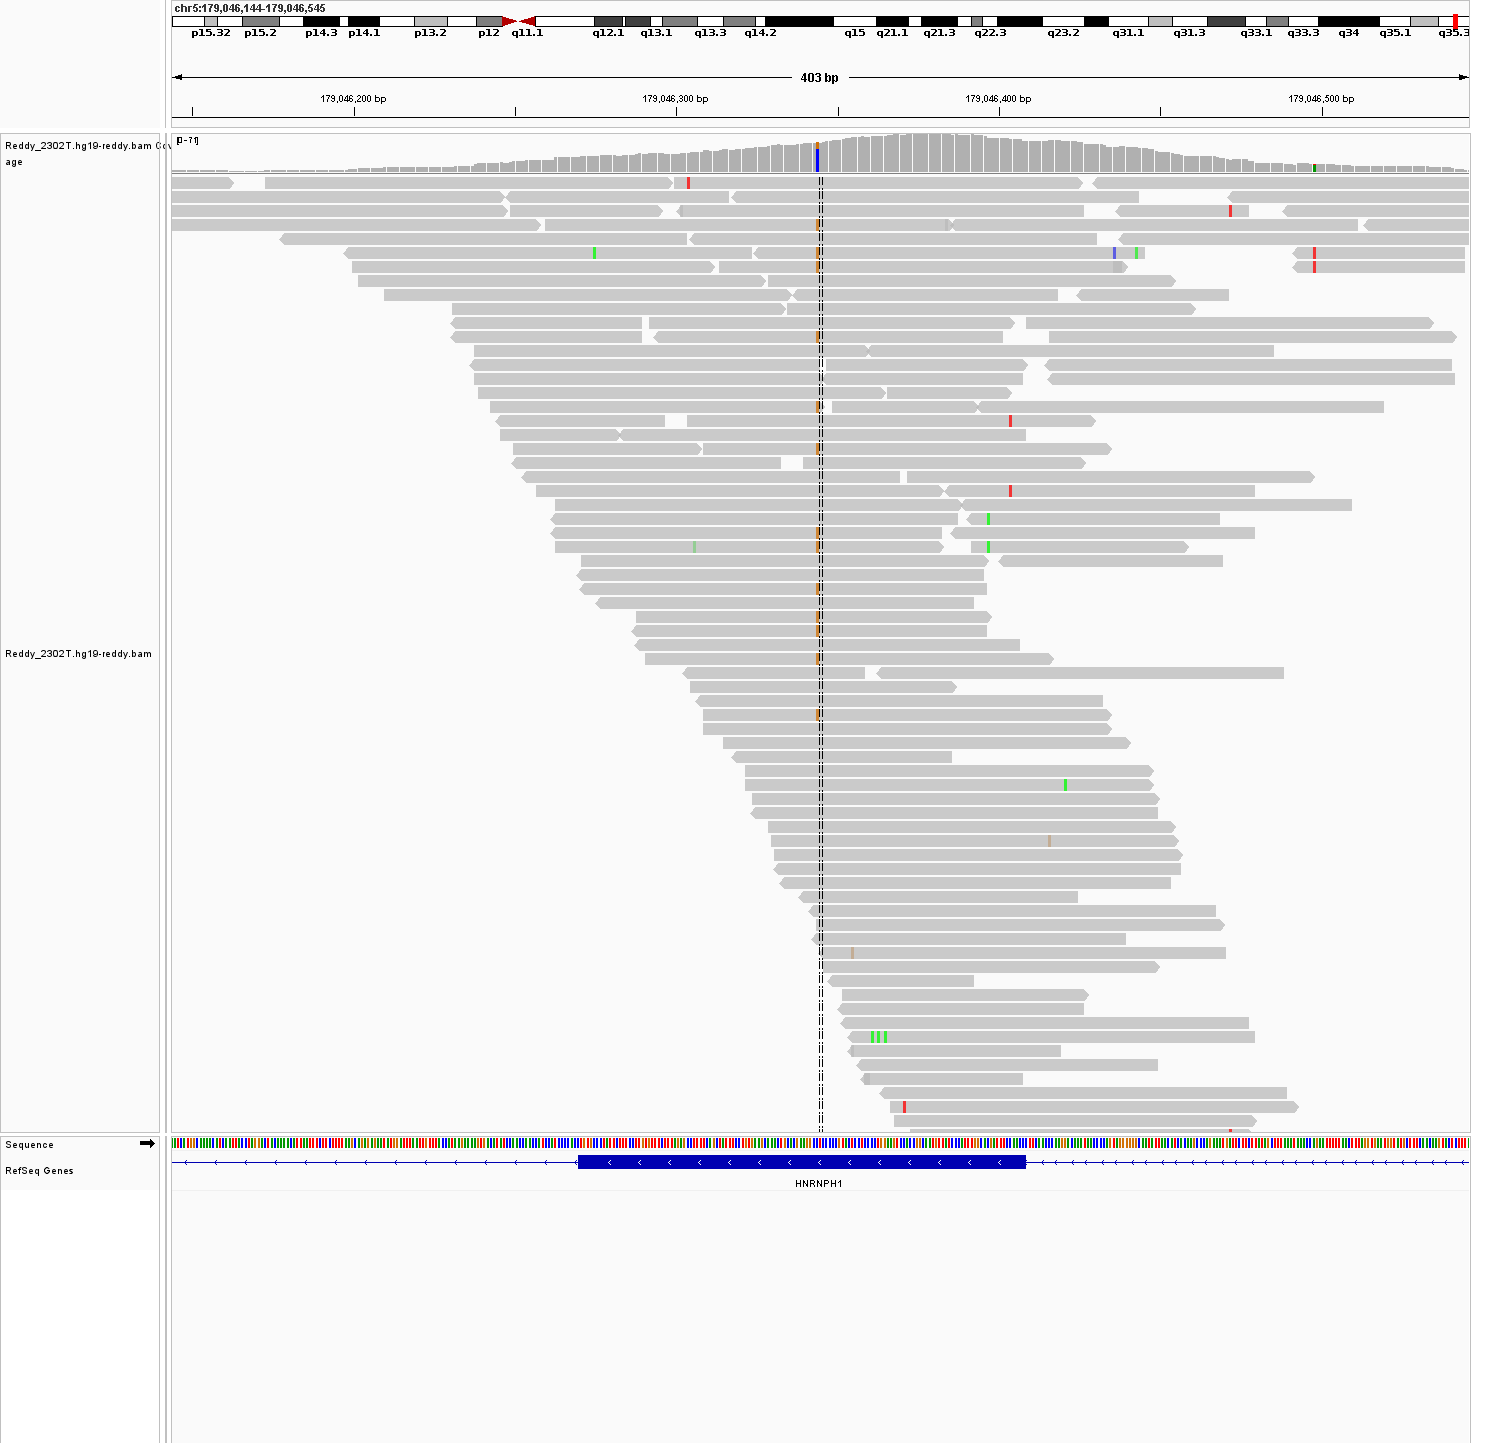 chr5:179,046,144-179,046,545
p15.32 p15.2 p14.3 p14.1 p13.2 p12 q11.1 q12.1 q13.1 q13.3 q14.2 q15 q21.1 q21.3 q22.3 q23.2 q31.1 q31.3 q33.1 q33.3 q34 q35.1 q35.3
403 bp
179,046,200 bp 179,046,300 bp 179,046,400 bp 179,046,500 bp
[0-71]
Reddy_2302T.hg19-reddy.bam Cov
age
Reddy_2302T.hg19-reddy.bam
Sequence
RefSeq Genes
HNRNPH1